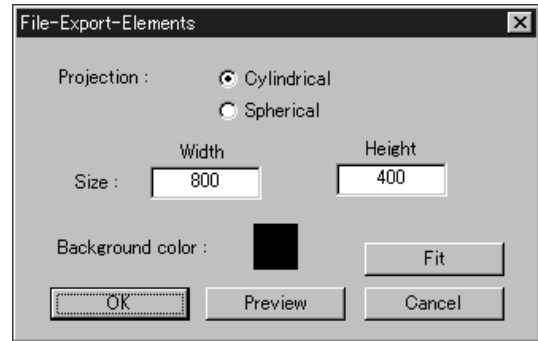 File-Export-Elements
Projection :
Cylindrical
Spherical
Width Height
Size : 800 400
Background color :
Fit
OK Preview Cancel